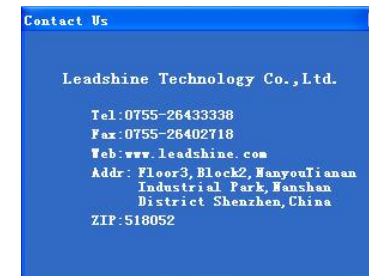 Contact Us
Leadshine Technology Co.,Ltd.
Tel:0755-26433338
Fax:0755-26402718
Web:www.leadshine.com
Addr: Floor3,Block2,NanyouTianan
Industrial Park,Nanshan
District Shenzhen,China
ZIP:518052